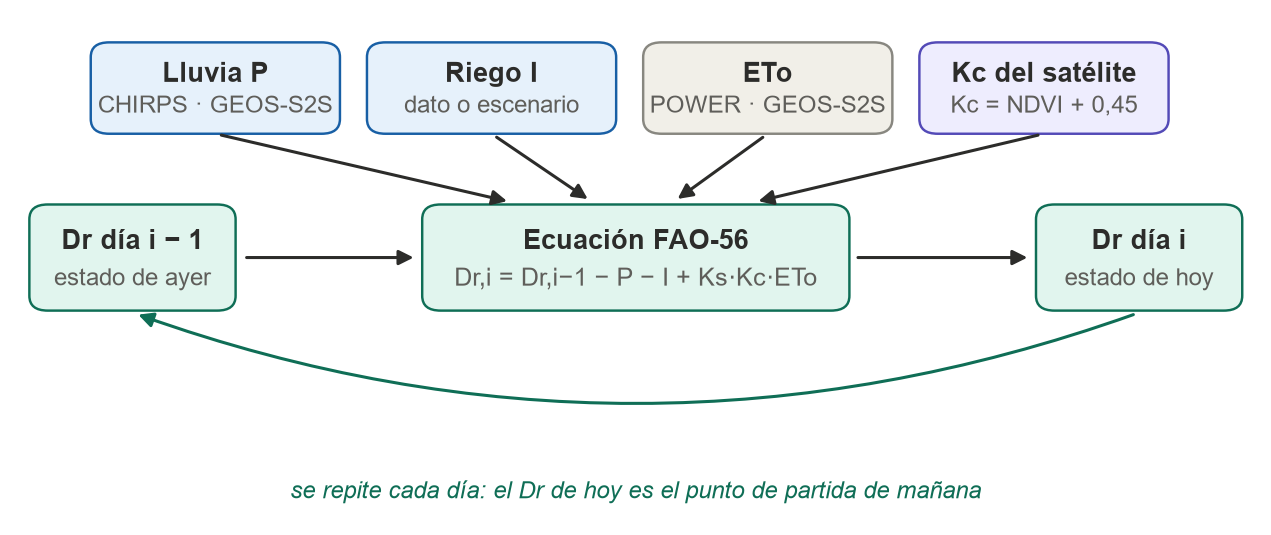 Lluvia P
CHIRPS · GEOS-S2S
Riego I
dato o escenario
ETo
POWER · GEOS-S2S
Kc del satélite
Kc = NDVI + 0,45
Dr día i − 1
estado de ayer
Ecuación FAO-56
Dr,i = Dr,i−1 − P − I + Ks·Kc·ETo
Dr día i
estado de hoy
se repite cada día: el Dr de hoy es el punto de partida de mañana